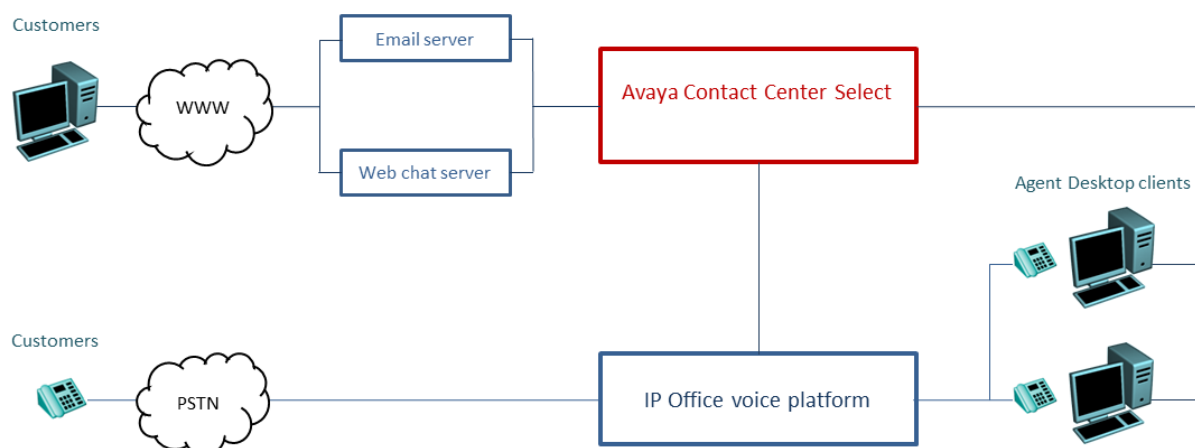 Customers
Email server
WWW
Avaya Contact Center Select
Web chat server
Agent Desktop clients
Customers
PSTN
IP Office voice platform